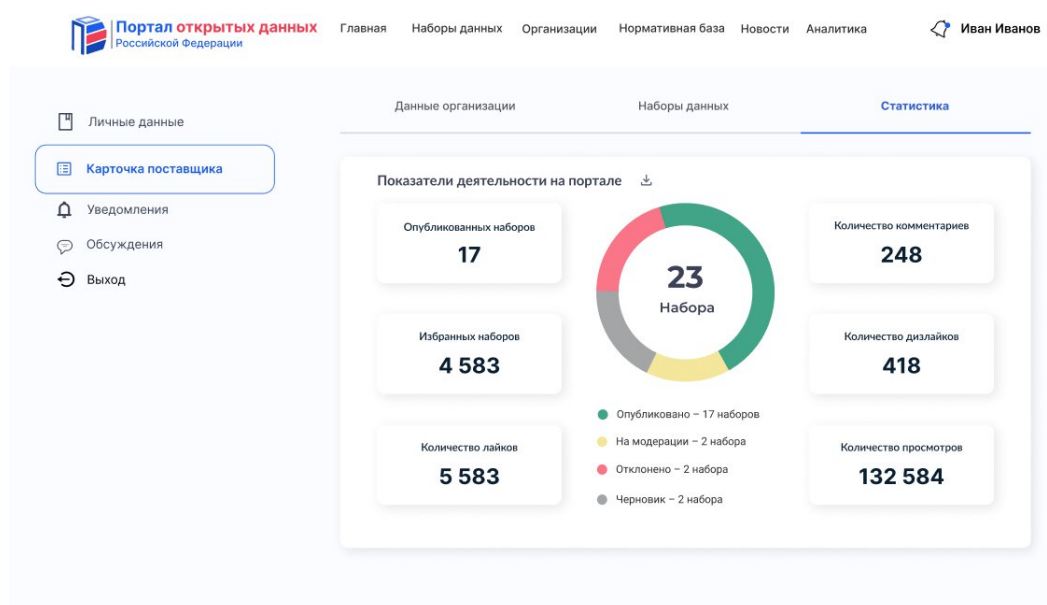 Портал открытых данных
Российской Федерации
Главная
Наборы данных
Организации
Нормативная база
Новости
Аналитика
Иван Иванов
Личные данные
Карточка поставщика
Уведомления
Обсуждения
Выход
Данные организации
Наборы данных
Статистика
Показатели деятельности на портале
Опубликованных наборов
17
Избранных наборов
4 583
Количество лайков
5 583
23
Набора
Опубликовано – 17 наборов
На модерации – 2 набора
Отклонено – 2 набора
Черновик – 2 набора
Количество комментариев
248
Количество дизлайков
418
Количество просмотров
132 584